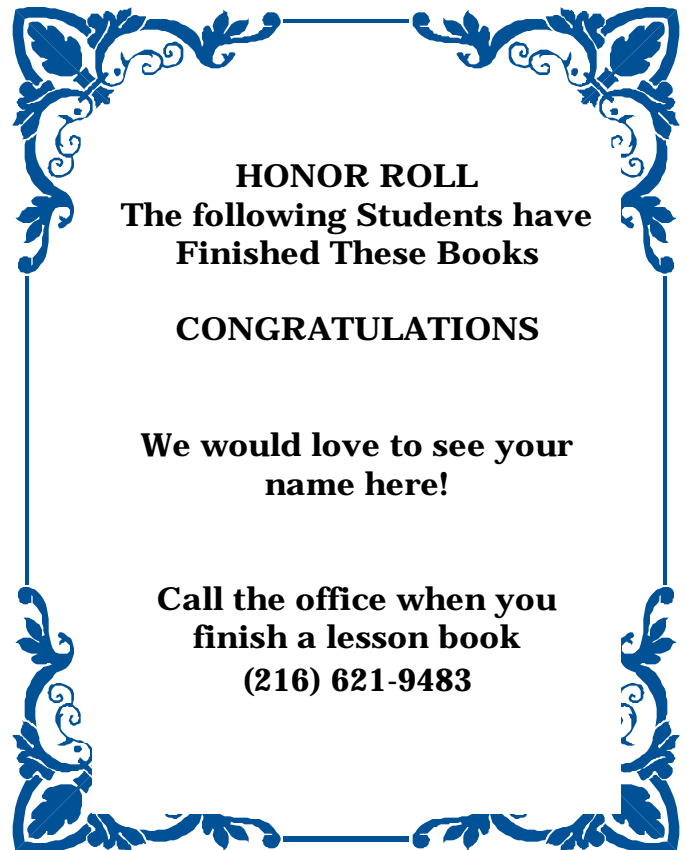 HONOR ROLL
The following Students have
Finished These Books
CONGRATULATIONS
We would love to see your
name here!
Call the office when you
finish a lesson book
(216) 621-9483